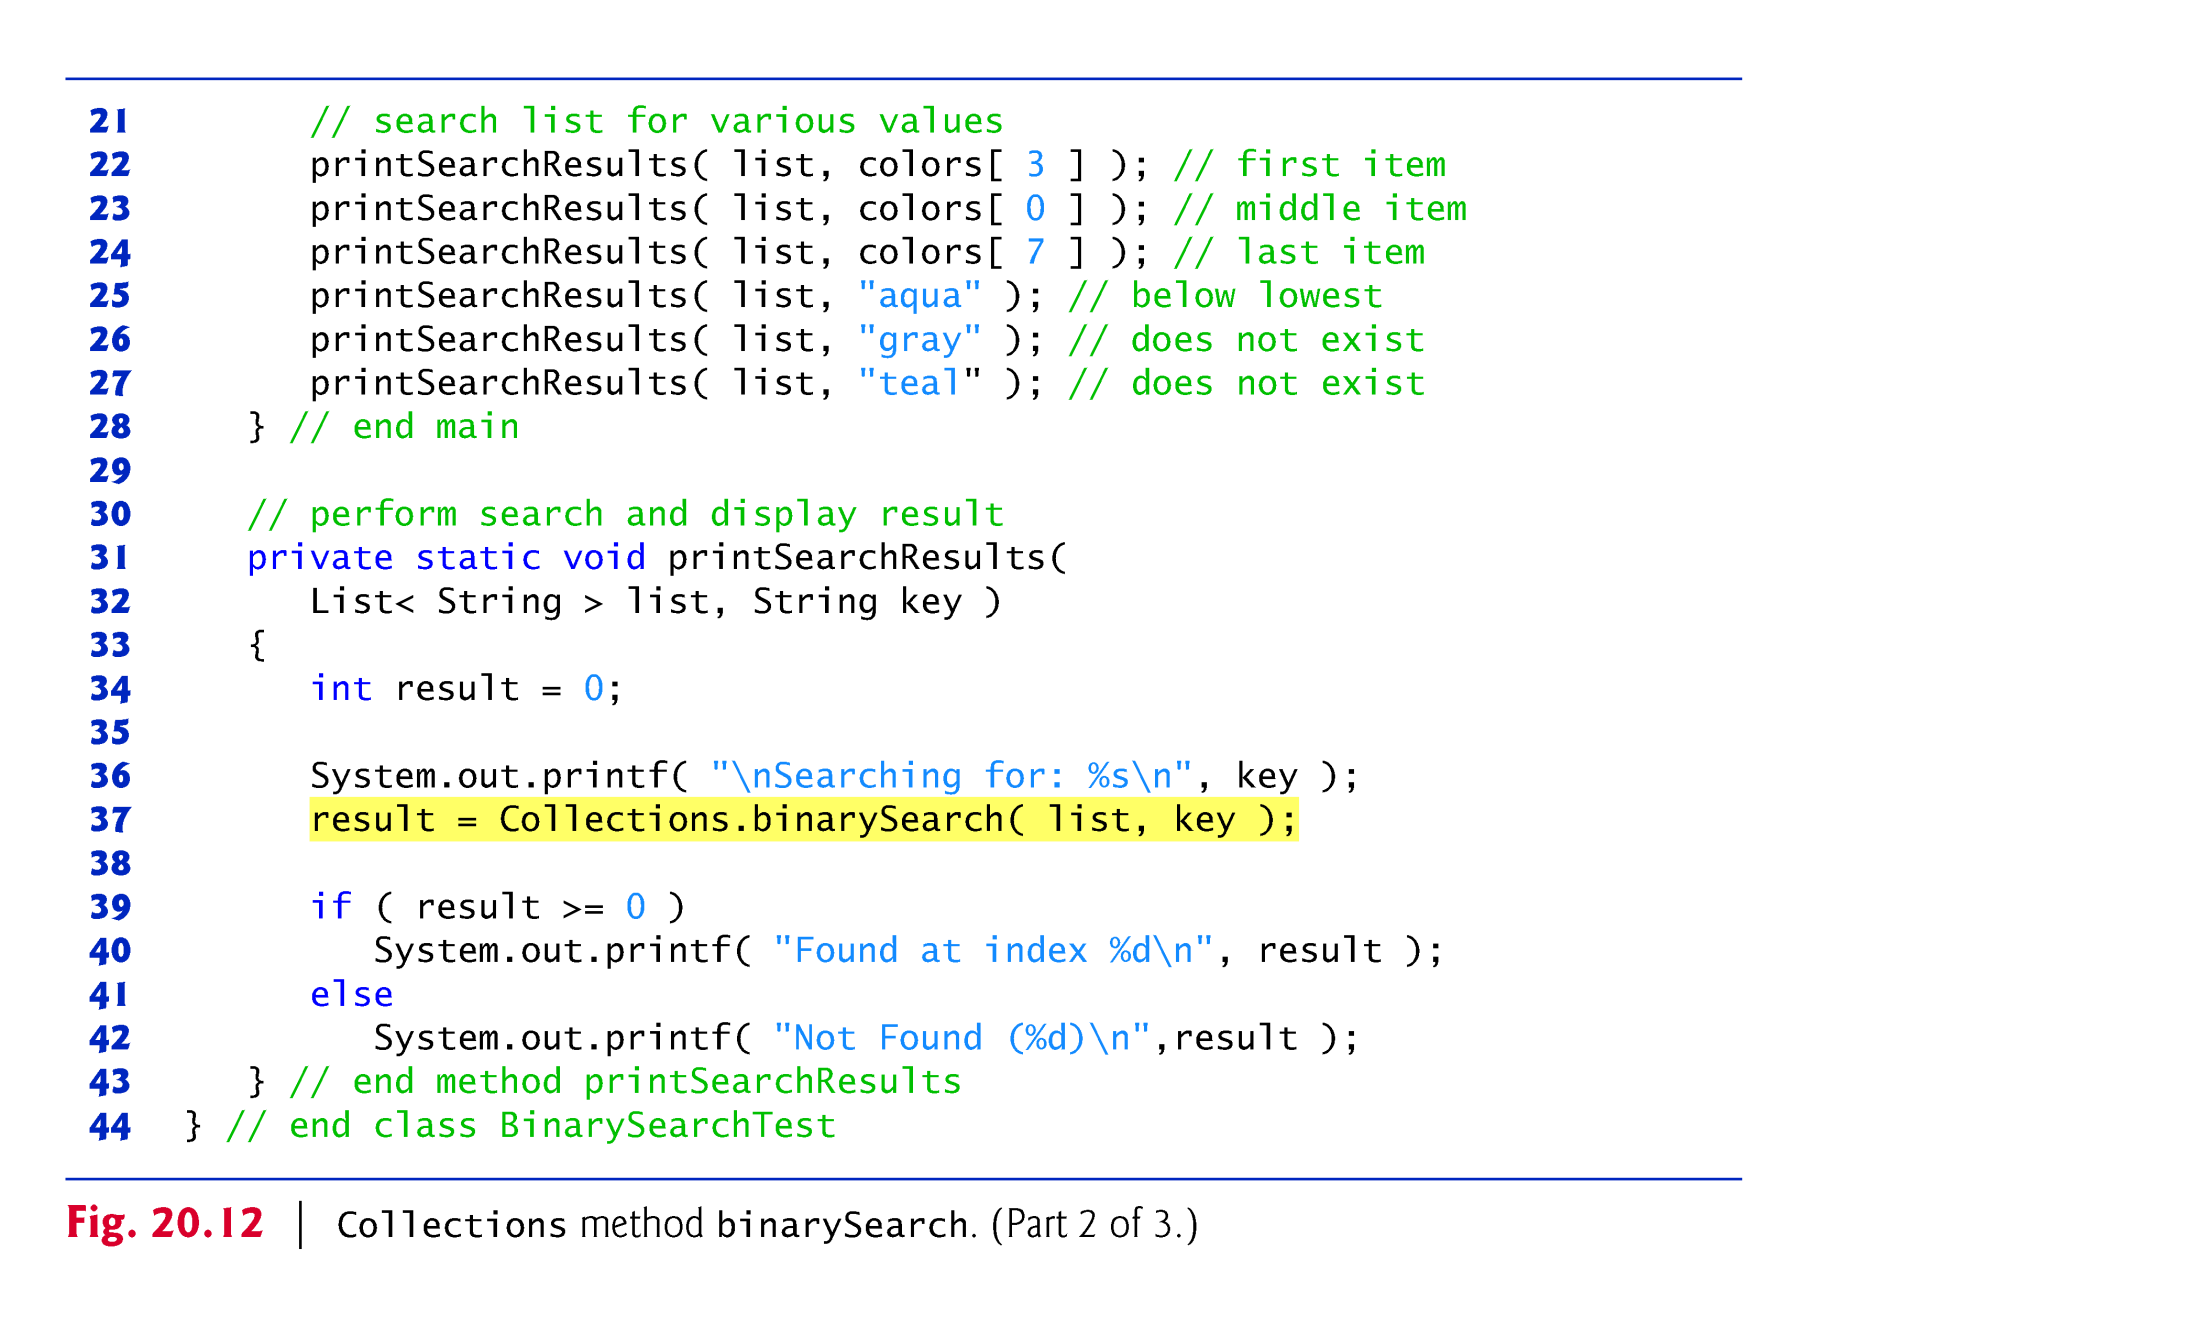 21 // search list for various values
22 printSearchResults( list, colors[ 3 ] ); // first item
23 printSearchResults( list, colors[ 0 ] ); // middle item
24 printSearchResults( list, colors[ 7 ] ); // last item
25 printSearchResults( list, "aqua" ); // below lowest
26 printSearchResults( list, "gray" ); // does not exist
27 printSearchResults( list, "teal" ); // does not exist
28 } // end main
29
30 // perform search and display result
31 private static void printSearchResults(
32 List< String > list, String key )
33 {
34 int result = 0;
35
36 System.out.printf( "\nSearching for: %s\n", key );
37 result = Collections.binarySearch( list, key );
38
39 if ( result >= 0 )
40 System.out.printf( "Found at index %d\n", result );
41 else
42 System.out.printf( "Not Found (%d)\n",result );
43 } // end method printSearchResults
44 } // end class BinarySearchTest
Fig. 20.12 | Collections method binarySearch. (Part 2 of 3.)